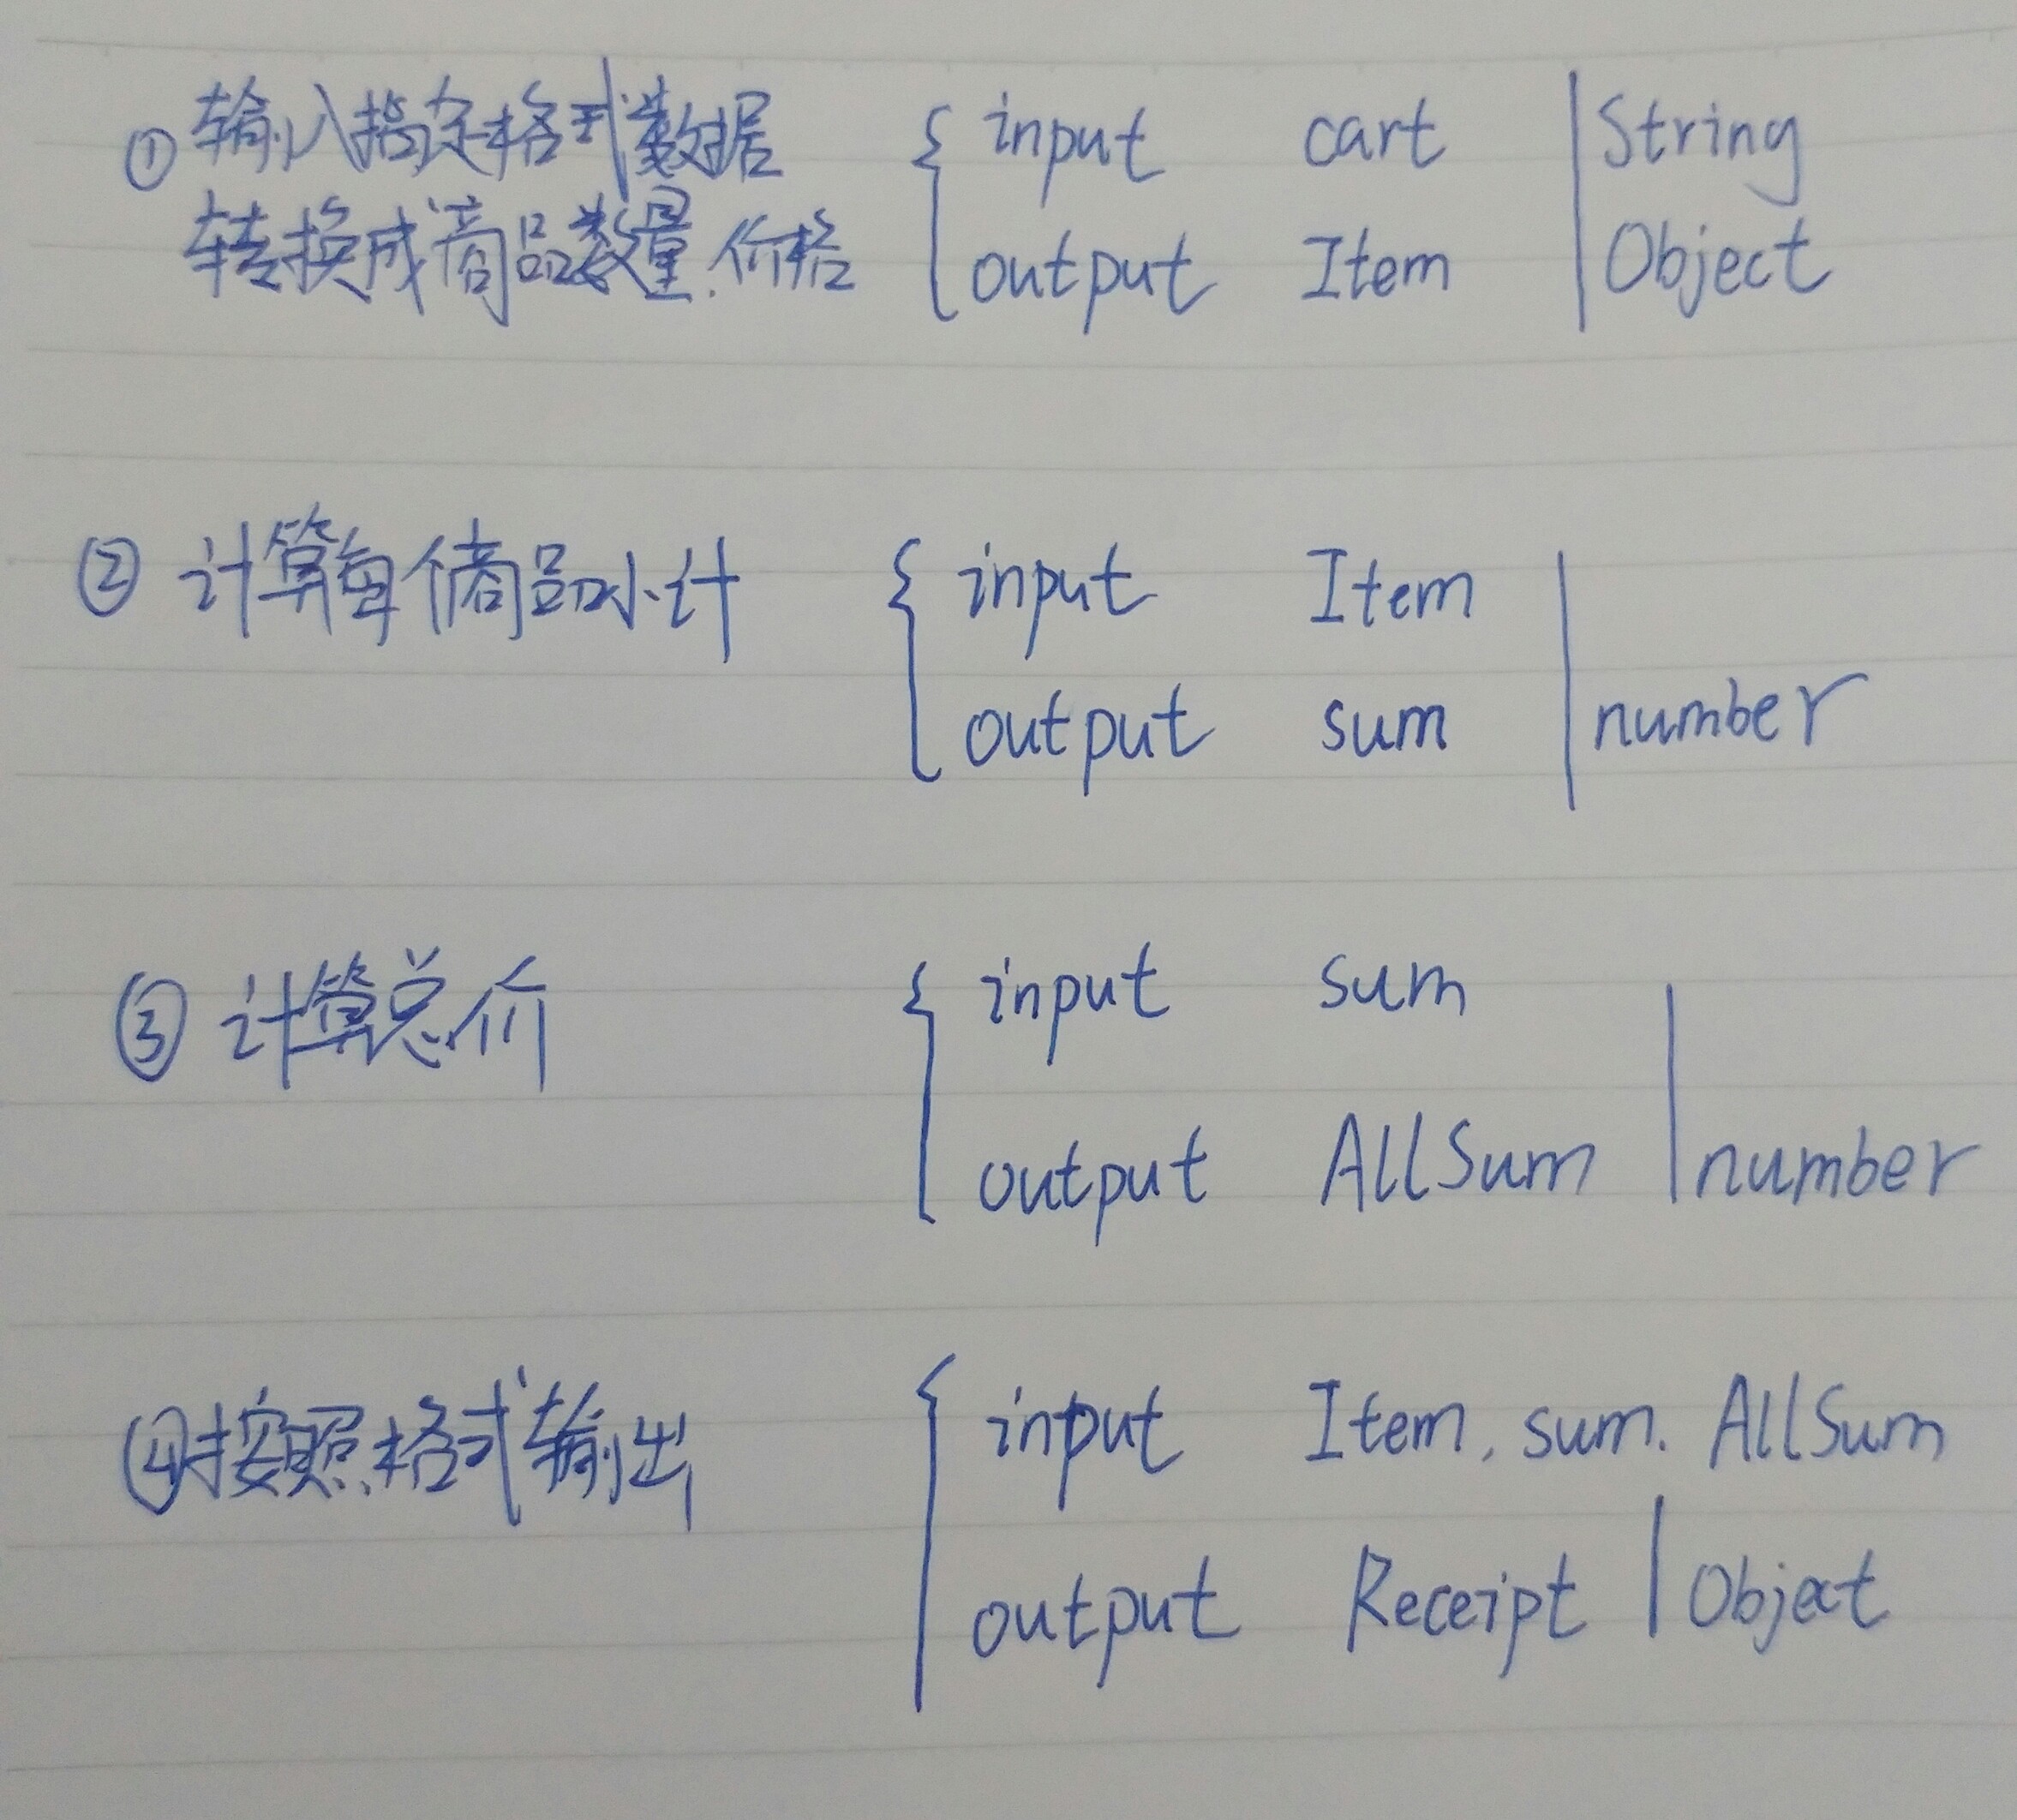 ① 输入指定格式数据 { input cart | String
转换成商品数量.价格 output Item | Object
② 计算每个商品小计 { input Item |
output sum | number
③ 计算总价 { input sum |
output AllSum | number
④ 按照格式输出 { input Item, sum. AllSum
output Receipt | Object